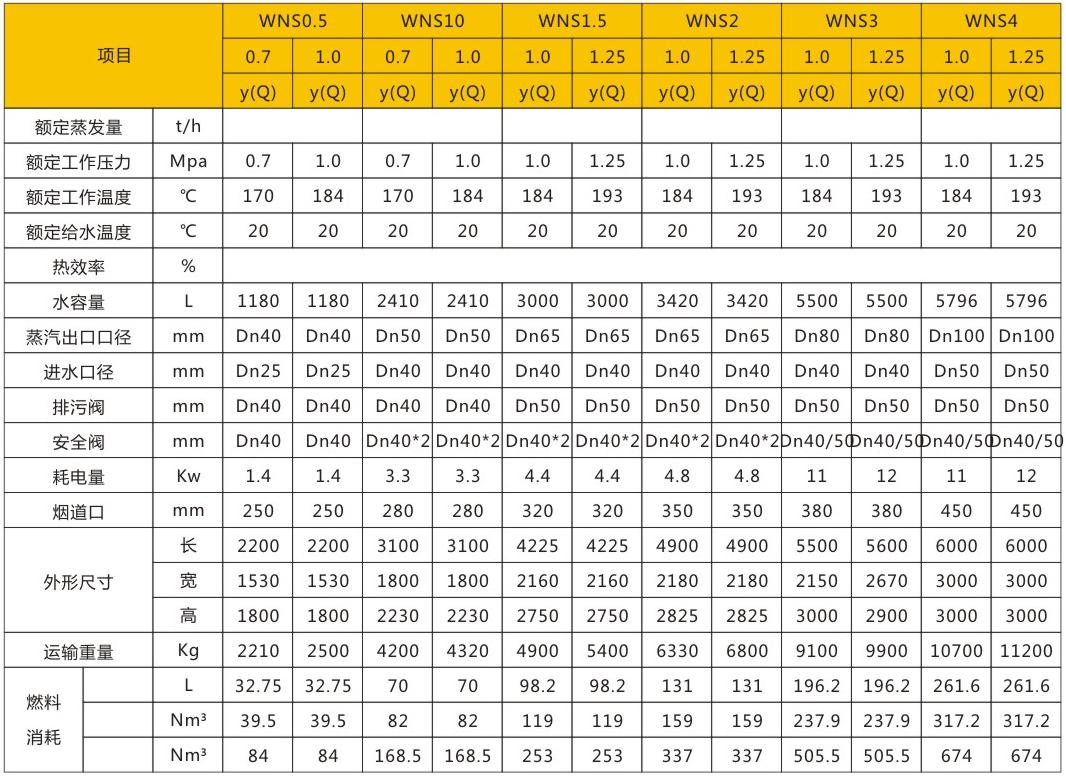 项目 WNS0.5 WNS10 WNS1.5 WNS2 WNS3 WNS4
0.7 1.0 0.7 1.0 1.0 1.25 1.0 1.25 1.0 1.25 1.0 1.25
y(Q) y(Q) y(Q) y(Q) y(Q) y(Q) y(Q) y(Q) y(Q) y(Q) y(Q) y(Q)
额定蒸发量 t/h
额定工作压力 Mpa 0.7 1.0 0.7 1.0 1.0 1.25 1.0 1.25 1.0 1.25 1.0 1.25
额定工作温度 ℃ 170 184 170 184 184 193 184 193 184 193 184 193
额定给水温度 ℃ 20 20 20 20 20 20 20 20 20 20 20 20
热效率 %
水容量 L 1180 1180 2410 2410 3000 3000 3420 3420 5500 5500 5796 5796
蒸汽出口口径 mm Dn40 Dn40 Dn50 Dn50 Dn65 Dn65 Dn65 Dn65 Dn80 Dn80 Dn100 Dn100
进水口径 mm Dn25 Dn25 Dn40 Dn40 Dn40 Dn40 Dn40 Dn40 Dn40 Dn40 Dn50 Dn50
排污阀 mm Dn40 Dn40 Dn40 Dn40 Dn50 Dn50 Dn50 Dn50 Dn50 Dn50 Dn50 Dn50
安全阀 mm Dn40 Dn40 Dn40*2 Dn40*2 Dn40*2 Dn40*2 Dn40*2 Dn40*2 Dn40/50 Dn40/50 Dn40/50 Dn40/50
耗电量 Kw 1.4 1.4 3.3 3.3 4.4 4.4 4.8 4.8 11 12 11 12
烟道口 mm 250 250 280 280 320 320 350 350 380 380 450 450
外形尺寸 长 2200 2200 3100 3100 4225 4225 4900 4900 5500 5600 6000 6000
宽 1530 1530 1800 1800 2160 2160 2180 2180 2150 2670 3000 3000
高 1800 1800 2230 2230 2750 2750 2825 2825 3000 2900 3000 3000
运输重量 Kg 2210 2500 4200 4320 4900 5400 6330 6800 9100 9900 10700 11200
燃料消耗 L 32.75 32.75 70 70 98.2 98.2 131 131 196.2 196.2 261.6 261.6
Nm³ 39.5 39.5 82 82 119 119 159 159 237.9 237.9 317.2 317.2
Nm³ 84 84 168.5 168.5 253 253 337 337 505.5 505.5 674 674